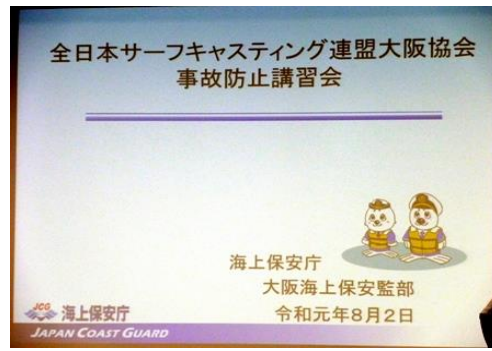 全日本サーフキャスティング連盟大阪協会
事故防止講習会
海上保安庁
大阪海上保安監部
令和元年8月2日
JCG 海上保安庁
JAPAN COAST GUARD